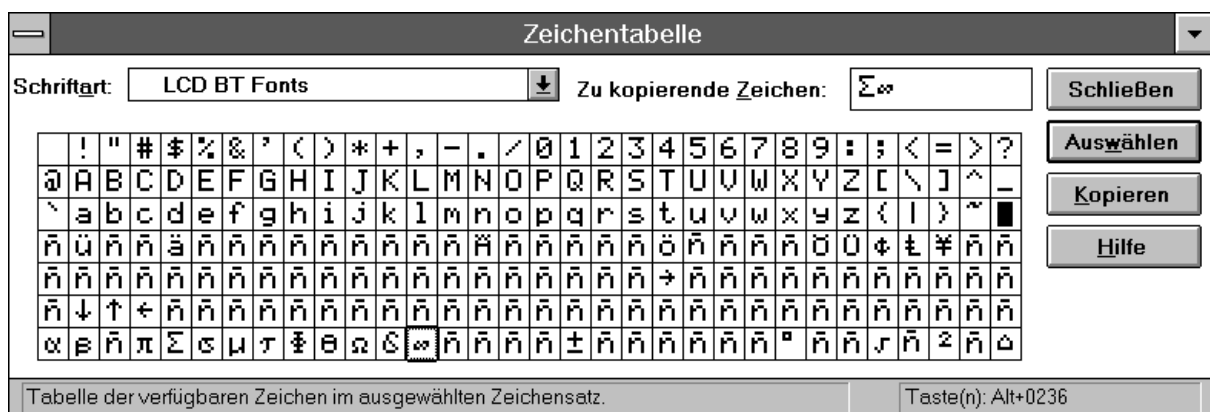 Zeichentabelle
Schriftart: LCD BT Fonts Zu kopierende Zeichen: Σ∞ Schließen
! " # $ % & ' ( ) * + , - . / 0 1 2 3 4 5 6 7 8 9 : ; < = > ?
Auswählen
@ A B C D E F G H I J K L M N O P Q R S T U V W X Y Z [ \ ] ^ _
Kopieren
` a b c d e f g h i j k l m n o p q r s t u v w x y z { | } ~ █
Hilfe
ñ ü ñ ñ ä ñ ñ ñ ñ ñ ñ ñ ñ ñ Ä ñ ñ ñ ñ ñ ö ñ ñ ñ ñ Ö Ü ¢ £ ¥ ñ ñ
ñ ñ ñ ñ ñ ñ ñ ñ ñ ñ ñ ñ ñ ñ ñ ñ ñ ñ ñ ñ → ñ ñ ñ ñ ñ ñ ñ ñ ñ ñ ñ
ñ ↓ ↑ ← ñ ñ ñ ñ ñ ñ ñ ñ ñ ñ ñ ñ ñ ñ ñ ñ ñ ñ ñ ñ ñ ñ ñ ñ ñ ñ ñ ñ
α β ñ π Σ σ µ τ Φ θ Ω δ ∞ ñ ñ ñ ñ ± ñ ñ ñ ñ ñ ñ ° ñ ñ √ ñ ² ñ ⌂
Tabelle der verfügbaren Zeichen im ausgewählten Zeichensatz. Taste(n): Alt+0236